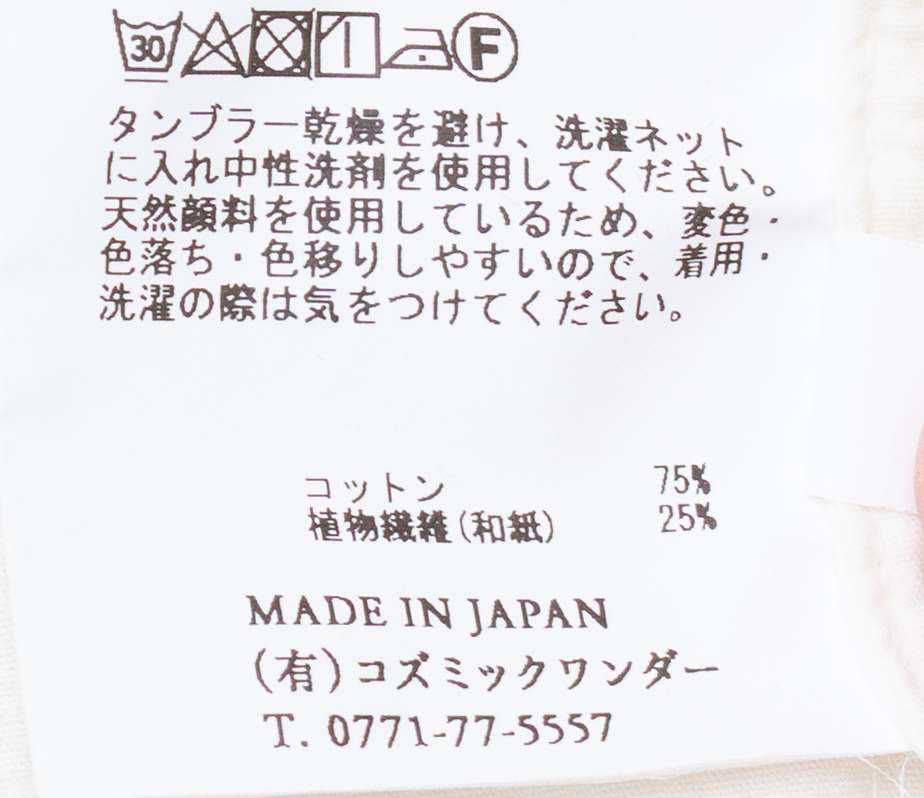 30 F
タンブラー乾燥を避け、洗濯ネット
に入れ中性洗剤を使用してください。
天然顔料を使用しているため、変色・
色落ち・色移りしやすいので、着用・
洗濯の際は気をつけてください。
コットン 75%
植物繊維(和紙) 25%
MADE IN JAPAN
(有)コズミックワンダー
T. 0771-77-5557